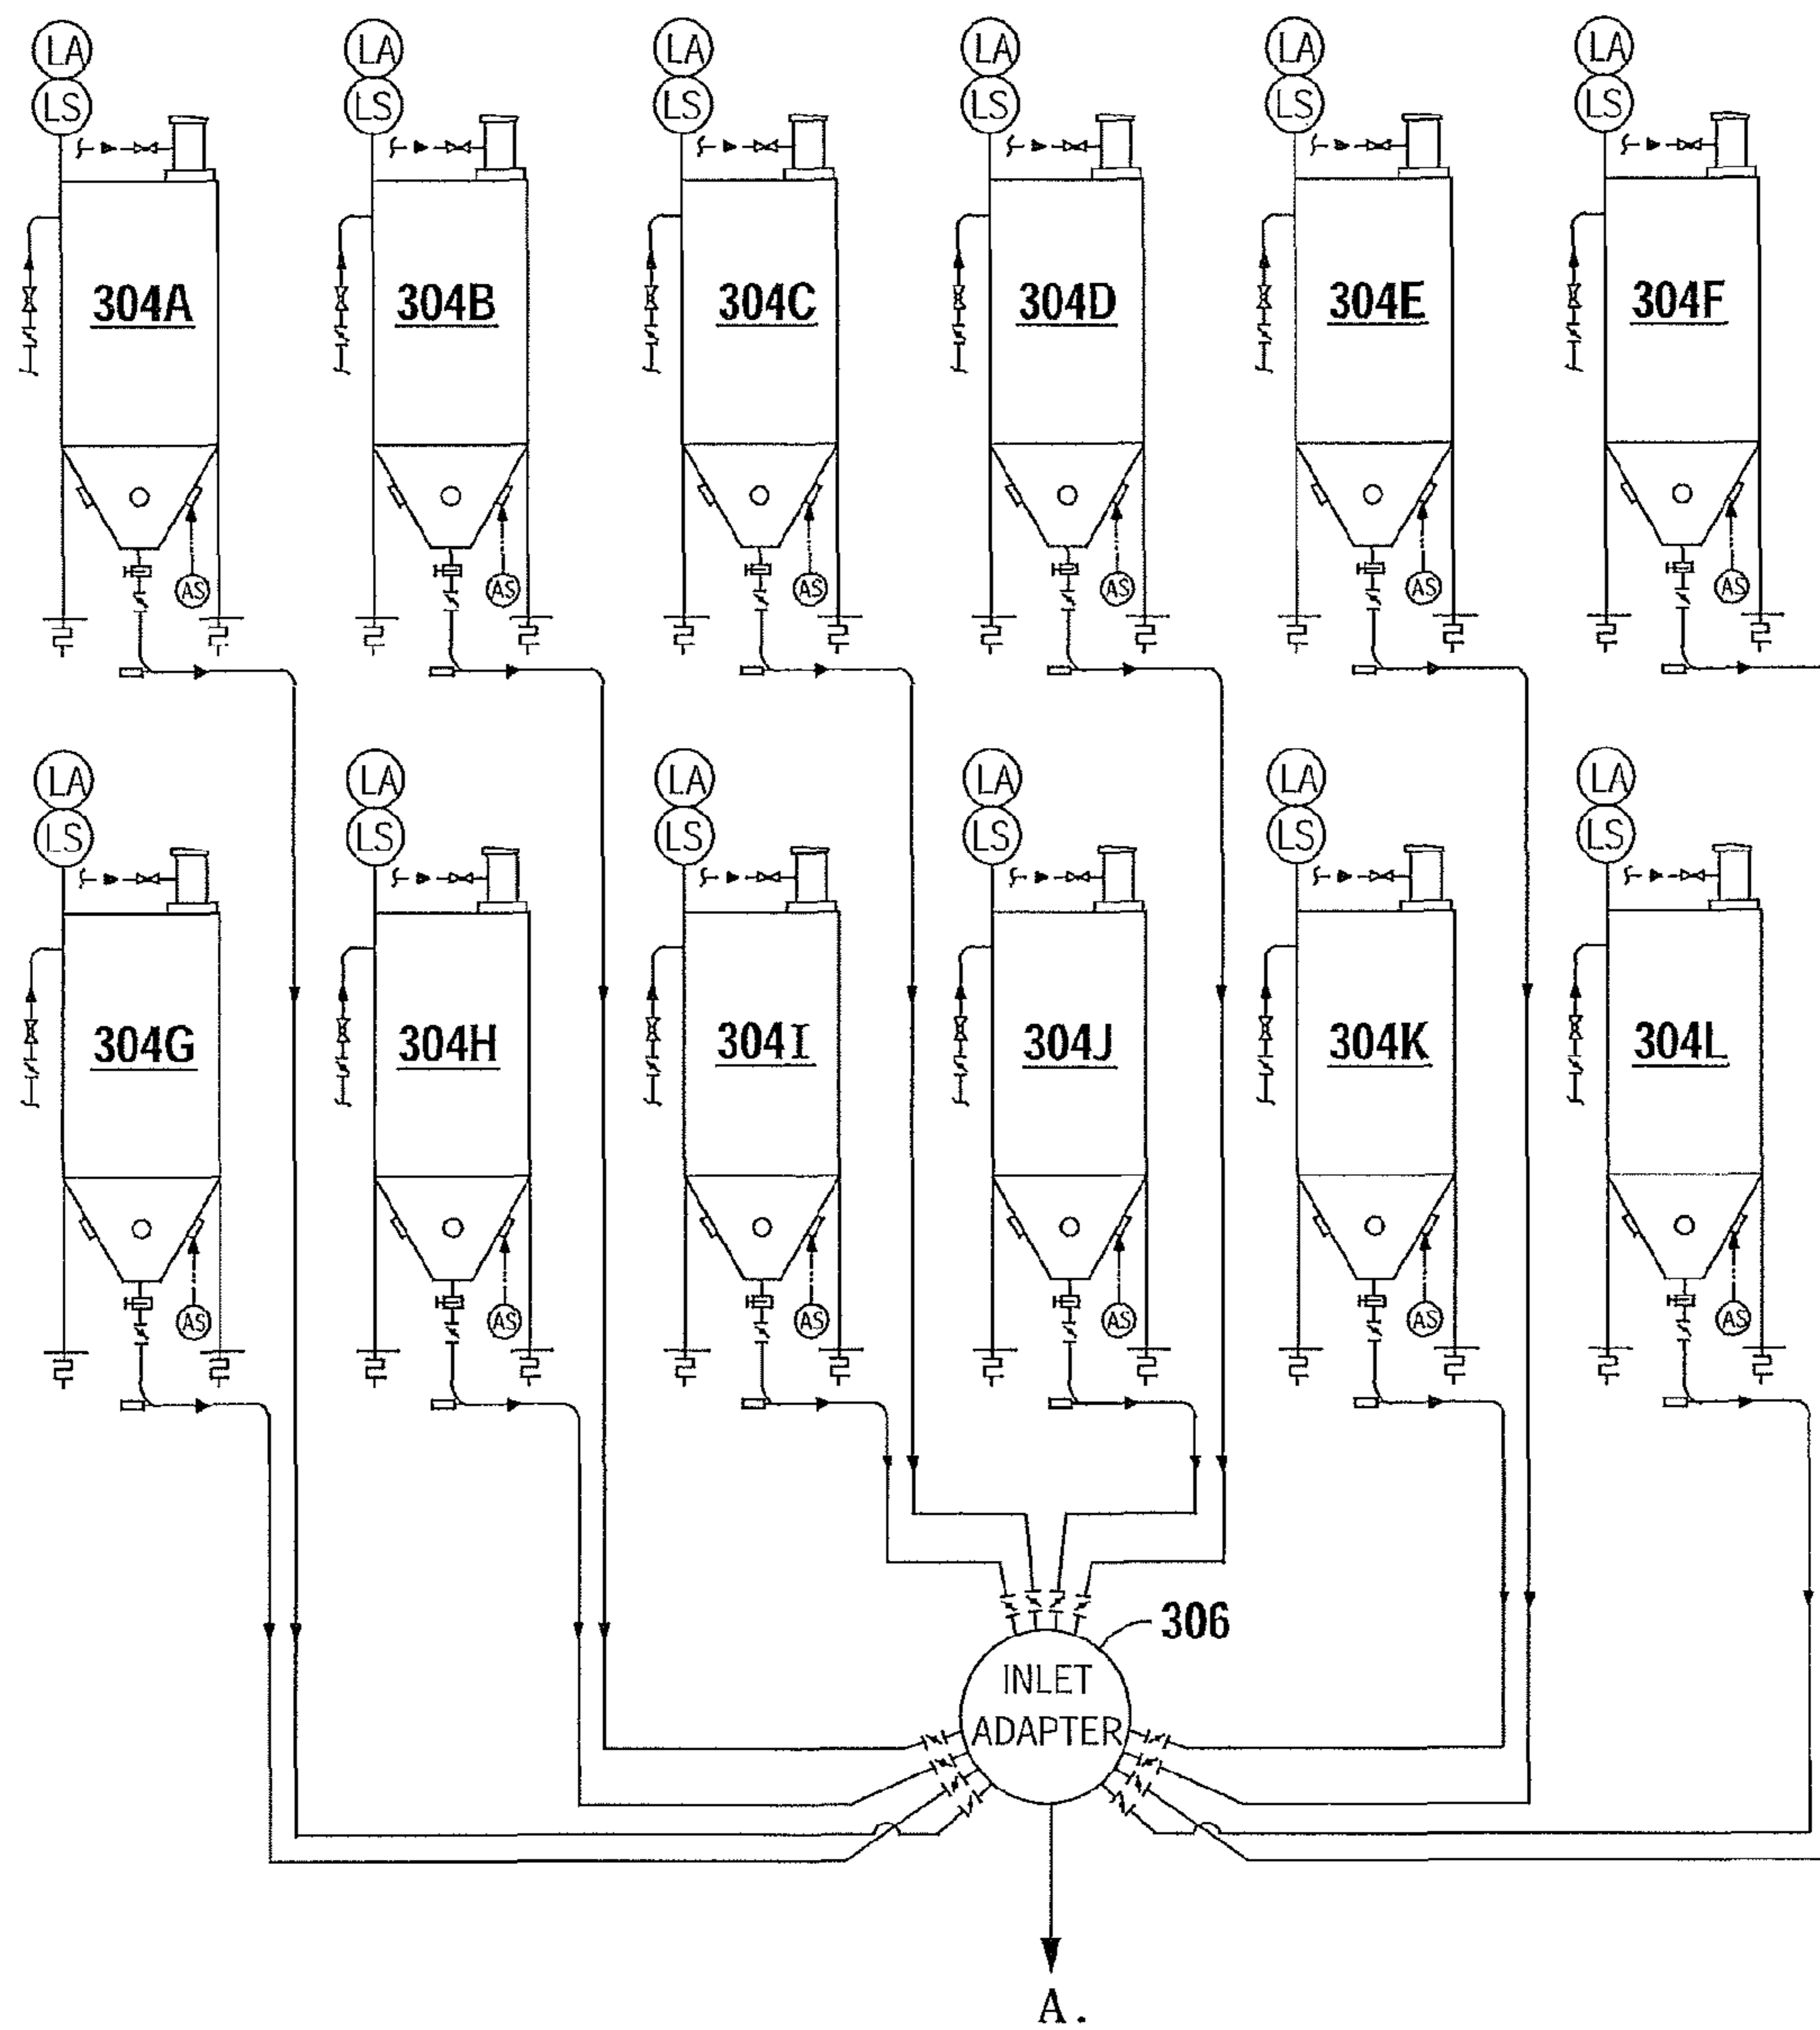 LA LA LA LA LA LA
LS LS LS LS LS LS
304A 304B 304C 304D 304E 304F
AS AS AS AS AS AS
LA LA LA LA LA LA
LS LS LS LS LS LS
304G 304H 304I 304J 304K 304L
AS AS AS AS AS AS
306
INLET
ADAPTER
A.